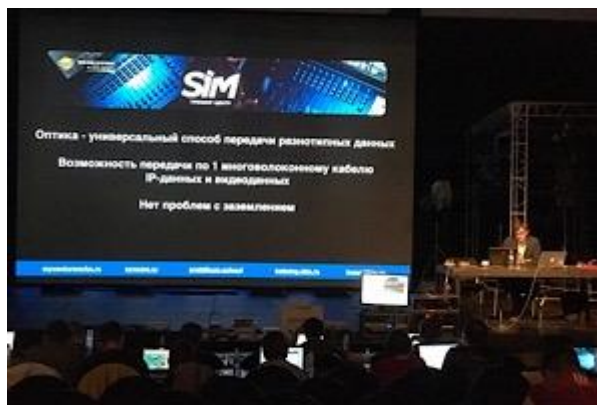 SIM
Оптика - универсальный способ передачи разнотипных данных
Возможность передачи по 1 многоволоконному кабелю
IP-данных и видеоданных
Нет проблем с заземлением